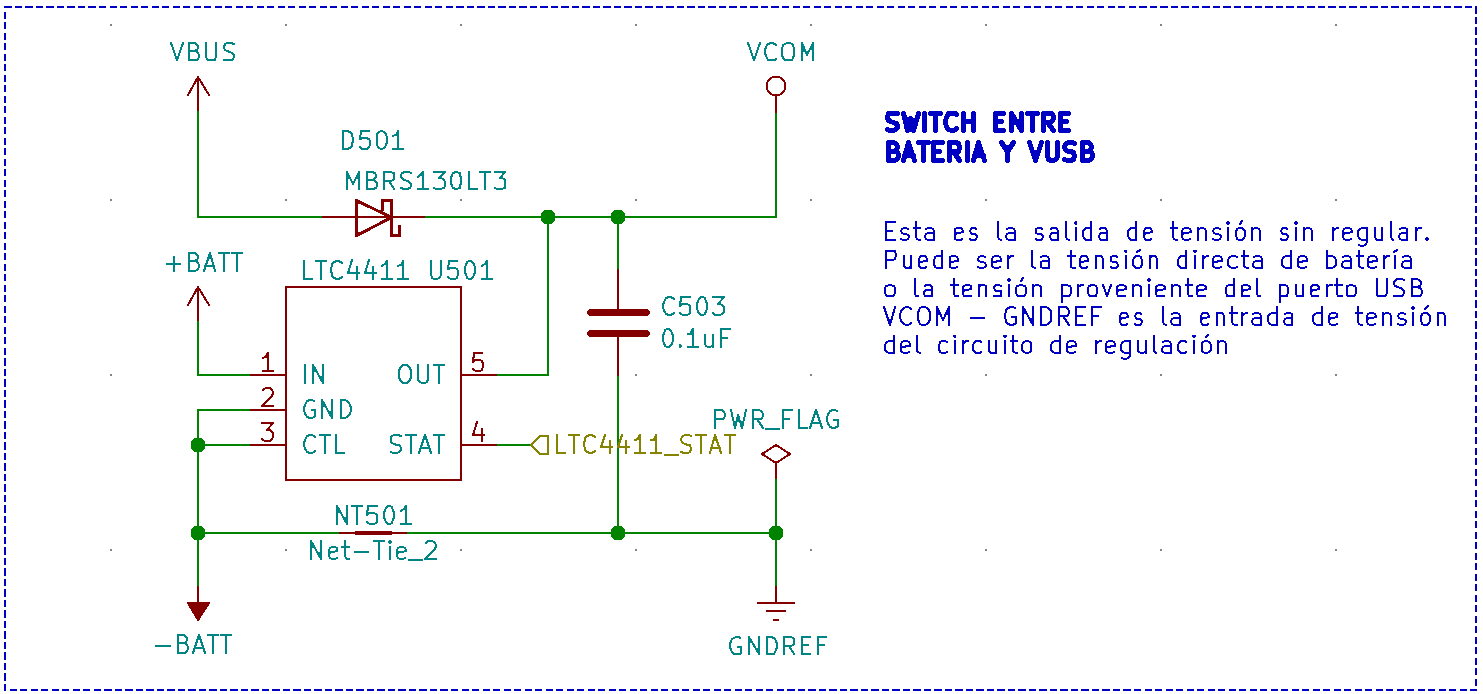 VBUS
VCOM
D501
MBRS130LT3
SWITCH ENTRE
BATERIA Y VUSB
+BATT
LTC4411 U501
Esta es la salida de tensión sin regular.
Puede ser la tensión directa de batería
o la tensión proveniente del puerto USB
VCOM - GNDREF es la entrada de tensión
del circuito de regulación
C503
0.1uF
1 IN OUT 5
2 GND
3 CTL STAT 4
LTC4411_STAT
PWR_FLAG
NT501
Net-Tie_2
-BATT
GNDREF